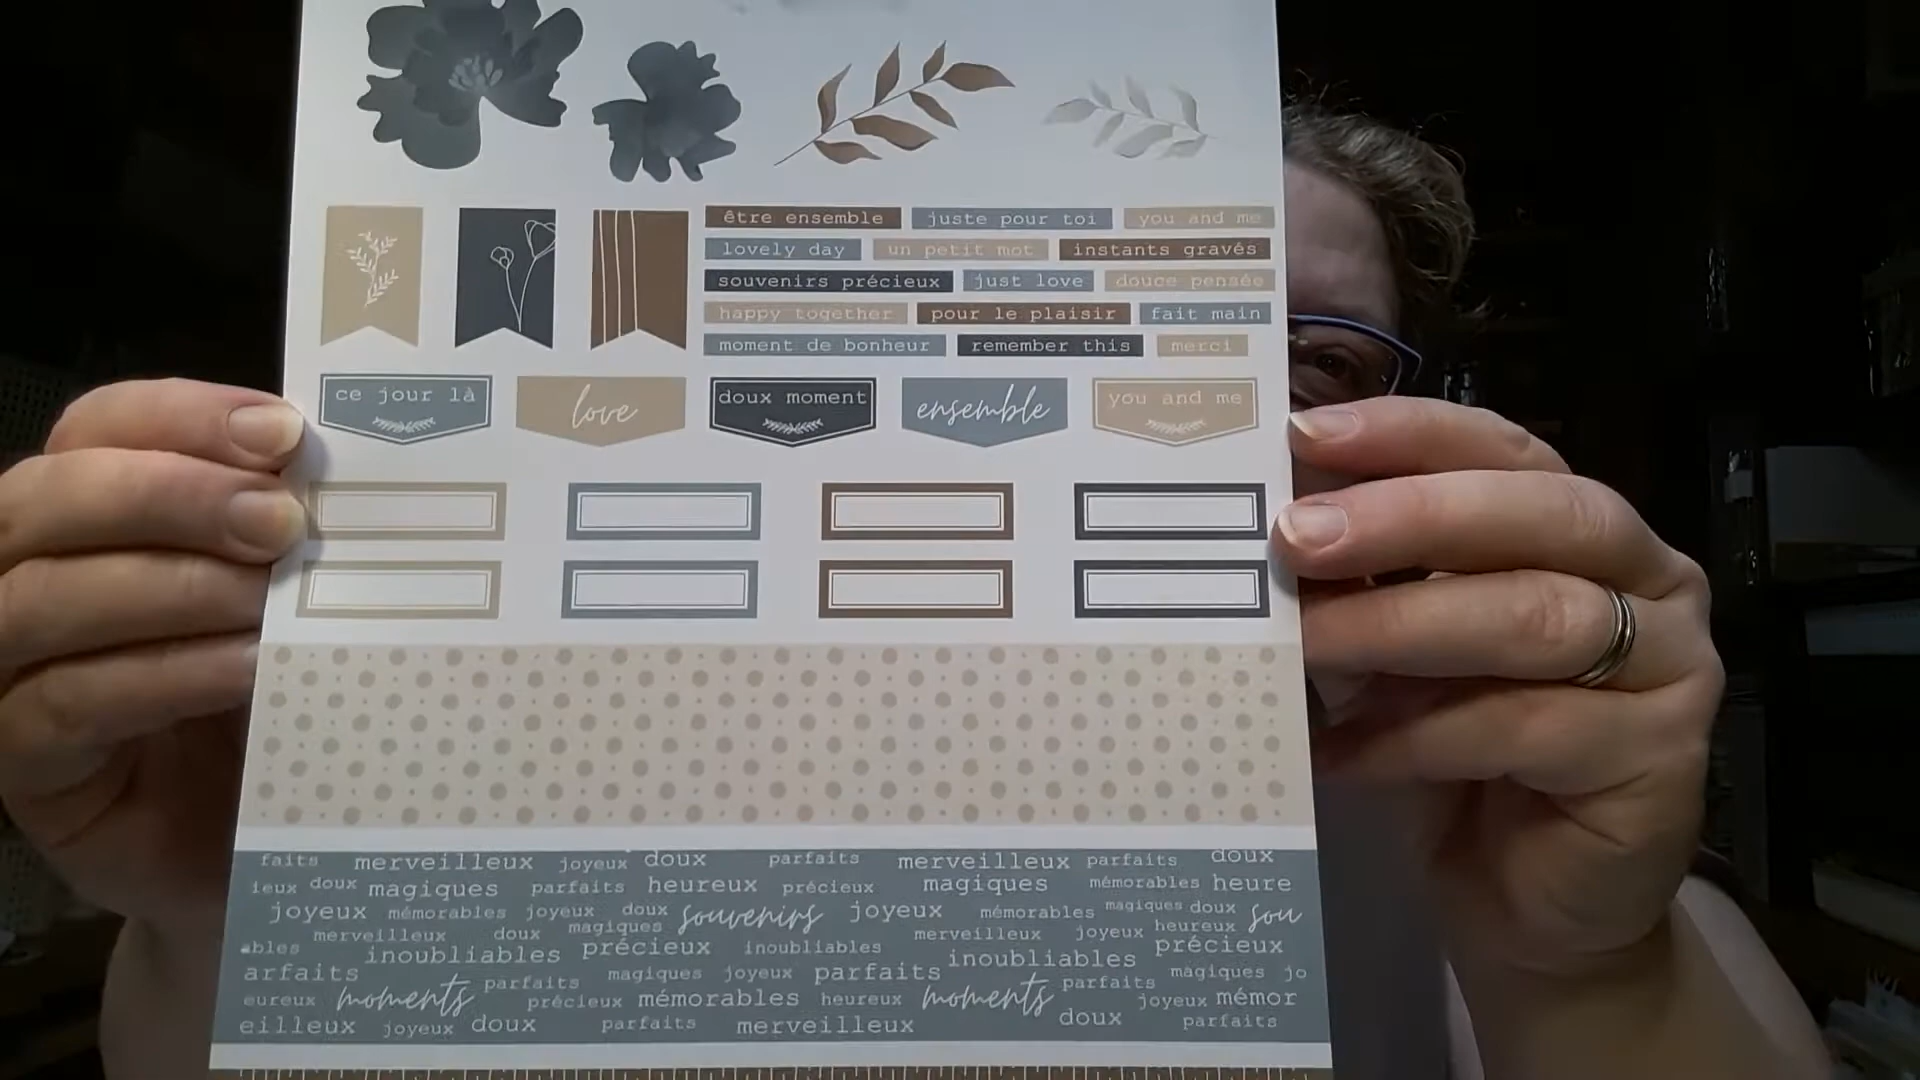 être ensemble juste pour toi you and me
lovely day un petit mot instants gravés
souvenirs précieux just love douce pensée
happy together pour le plaisir fait main
moment de bonheur remember this merci
ce jour là love doux moment ensemble you and me
faits merveilleux joyeux doux parfaits merveilleux parfaits doux
ieux doux magiques parfaits heureux précieux magiques mémorables heure
joyeux mémorables joyeux doux souvenirs joyeux mémorables magiques doux sou
merveilleux doux magiques merveilleux joyeux heureux
ables inoubliables précieux inoubliables inoubliables précieux
arfaits parfaits magiques joyeux parfaits parfaits magiques jo
eureux moments précieux mémorables heureux moments joyeux mémor
eilleux joyeux doux parfaits merveilleux doux parfaits